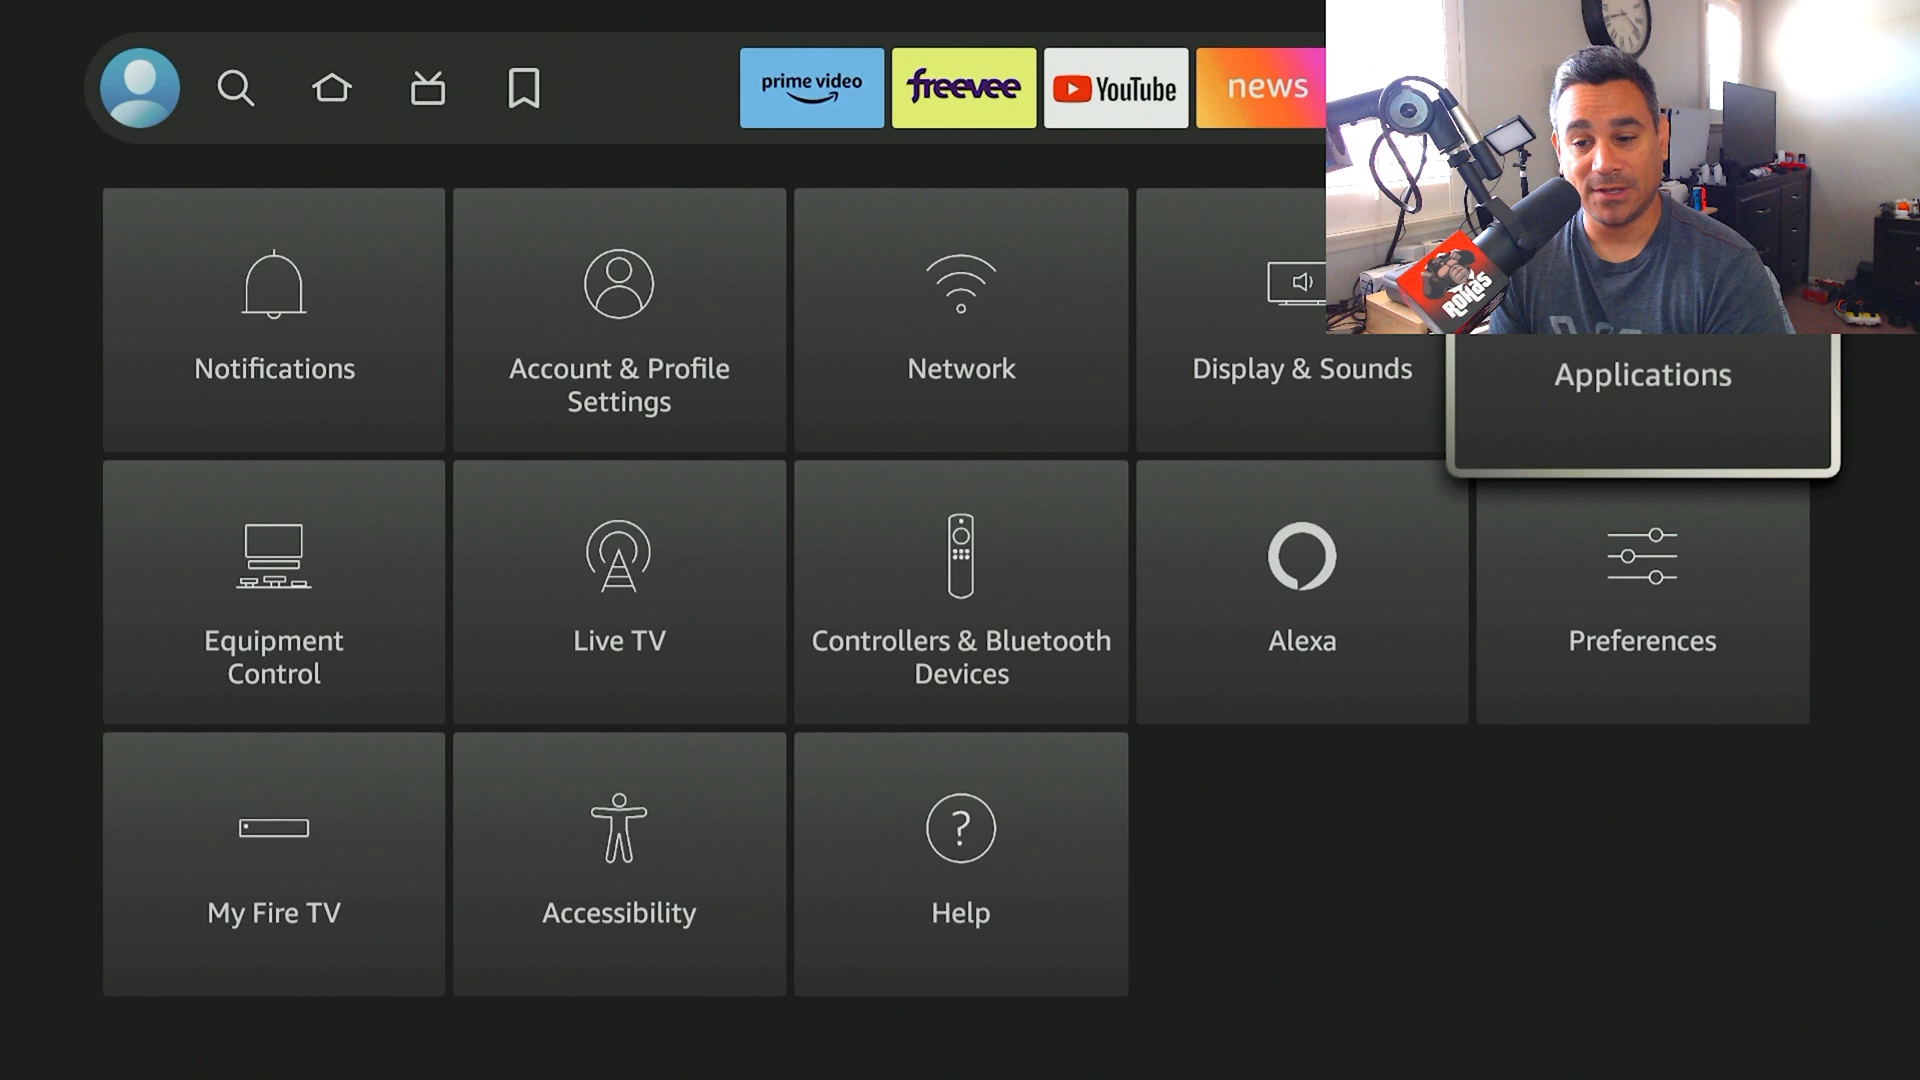 prime video
freevee
YouTube
news
Notifications
Account & Profile
Settings
Network
Display & Sounds
Applications
ROKAS
Equipment
Control
Live TV
Controllers & Bluetooth
Devices
Alexa
Preferences
My Fire TV
Accessibility
Help
?